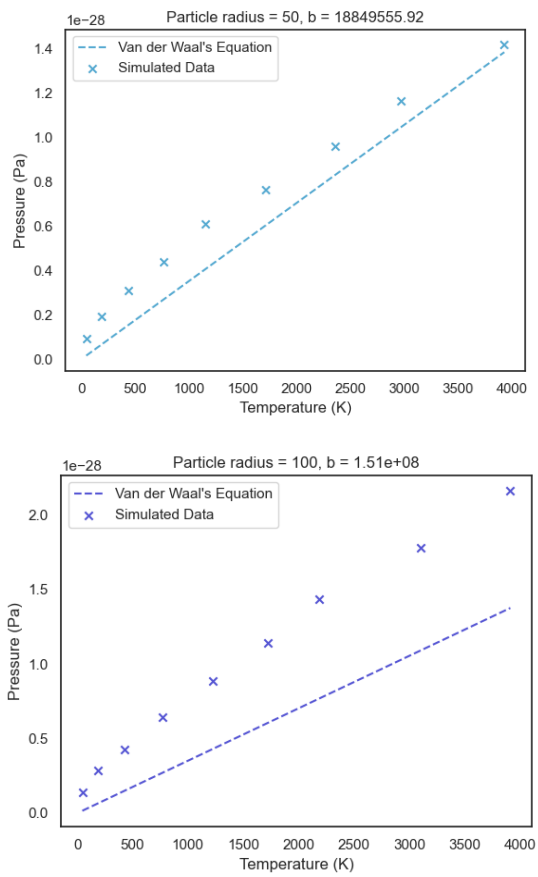 Particle radius = 50, b = 18849555.92
1e−28
Van der Waal's Equation
Simulated Data
1.4
1.2
1.0
0.8
0.6
0.4
0.2
0.0
Pressure (Pa)
0 500 1000 1500 2000 2500 3000 3500 4000
Temperature (K)
Particle radius = 100, b = 1.51e+08
1e−28
Van der Waal's Equation
Simulated Data
2.0
1.5
1.0
0.5
0.0
Pressure (Pa)
0 500 1000 1500 2000 2500 3000 3500 4000
Temperature (K)